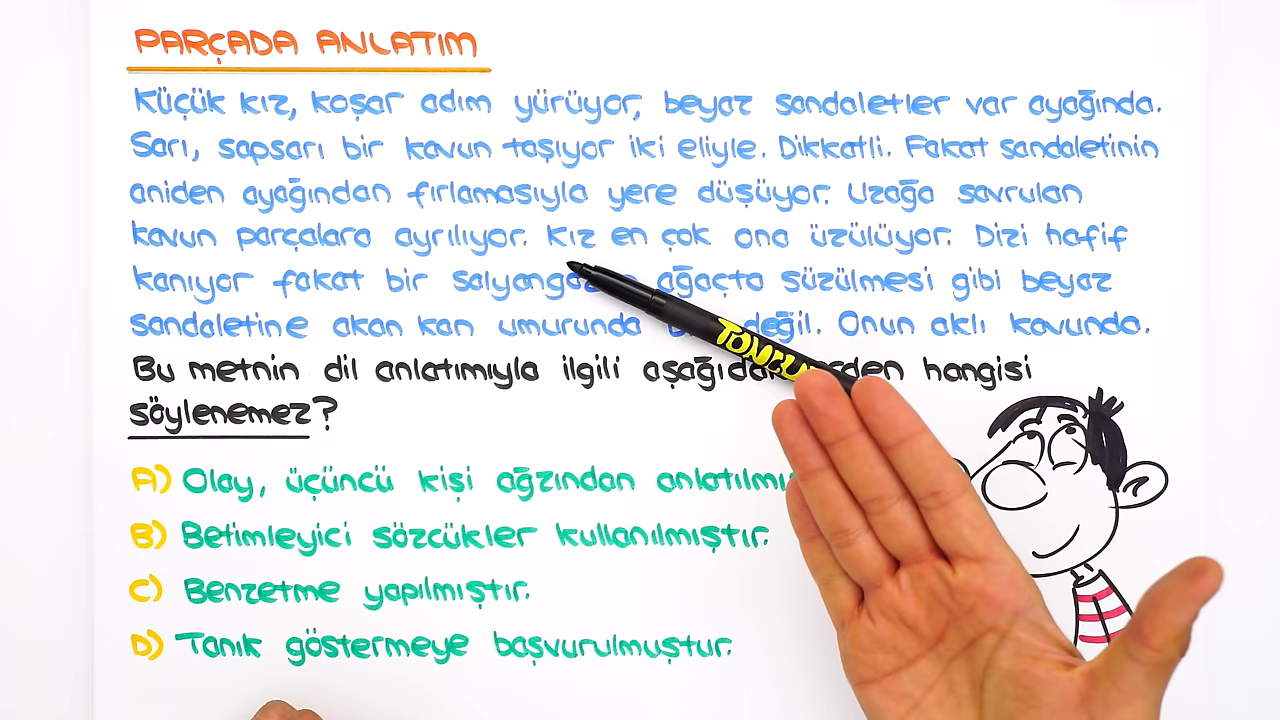 PARÇADA ANLATIM
Küçük kız, koşar adım yürüyor, beyaz sandaletler var ayağında.
Sarı, sapsarı bir kavun taşıyor iki eliyle. Dikkatli. Fakat sandaletinin
aniden ayağından fırlamasıyla yere düşüyor. Uzağa savrulan
kavun parçalara ayrılıyor. Kız en çok ona üzülüyor. Dizi hafif
kanıyor fakat bir ağaçta süzülmesi gibi beyaz
sandaletine akan kan umurunda değil. Onun aklı kavunda.
Bu metnin dil anlatımıyla ilgili hangisi
söylenemez?
A) Olay, üçüncü kişi ağzından
B) Betimleyici sözcükler kullanılmıştır.
C) Benzetme yapılmıştır.
D) Tanık göstermeye başvurulmuştur.